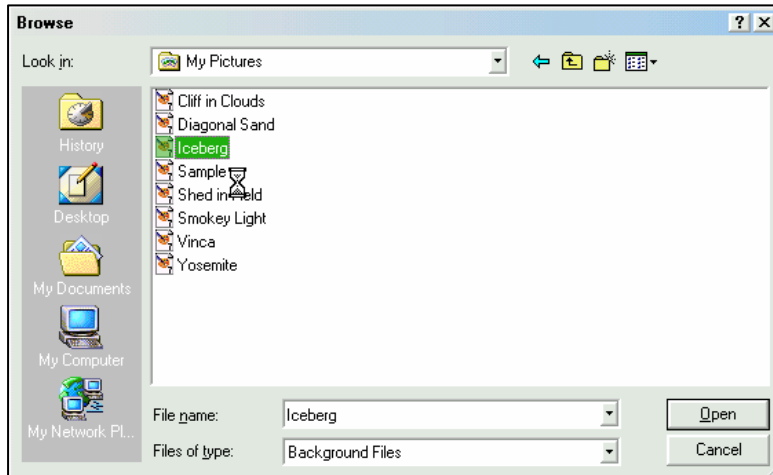 Browse
Look in:
My Pictures
History
Desktop
My Documents
My Computer
My Network Pl...
Cliff in Clouds
Diagonal Sand
Iceberg
Sample
Shed in Field
Smokey Light
Vinca
Yosemite
File name:
Iceberg
Open
Files of type:
Background Files
Cancel